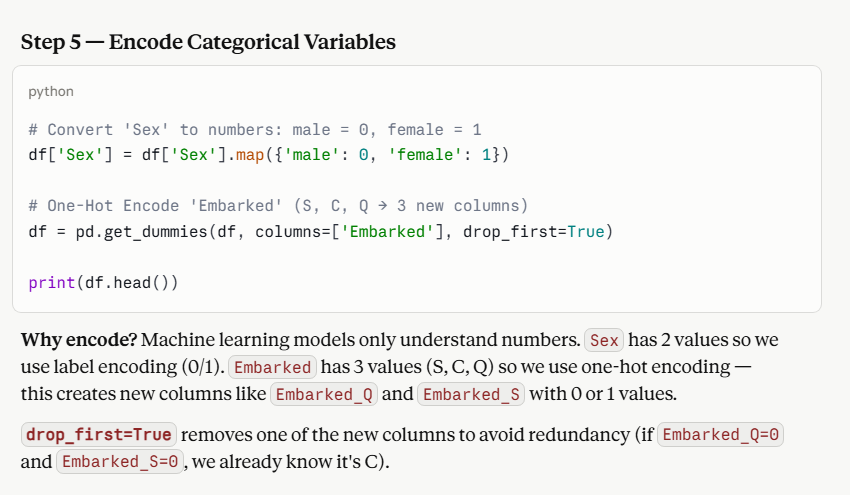 Step 5 — Encode Categorical Variables
python
# Convert 'Sex' to numbers: male = 0, female = 1
df['Sex'] = df['Sex'].map({'male': 0, 'female': 1})
# One-Hot Encode 'Embarked' (S, C, Q → 3 new columns)
df = pd.get_dummies(df, columns=['Embarked'], drop_first=True)
print(df.head())
Why encode? Machine learning models only understand numbers. Sex has 2 values so we
use label encoding (0/1). Embarked has 3 values (S, C, Q) so we use one-hot encoding —
this creates new columns like Embarked_Q and Embarked_S with 0 or 1 values.
drop_first=True removes one of the new columns to avoid redundancy (if Embarked_Q=0
and Embarked_S=0, we already know it's C).